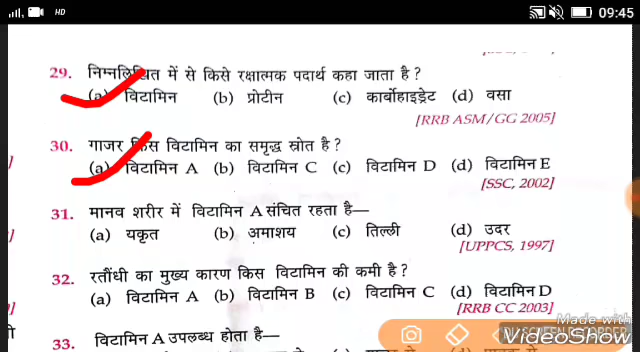 HD 09:45
29. निम्नलिखित में से किसे रक्षात्मक पदार्थ कहा जाता है ?
(a) विटामिन (b) प्रोटीन (c) कार्बोहाइड्रेट (d) वसा
[RRB ASM/GG 2005]
30. गाजर किस विटामिन का समृद्ध स्रोत है ?
(a) विटामिन A (b) विटामिन C (c) विटामिन D (d) विटामिन E
[SSC, 2002]
31. मानव शरीर में विटामिन A संचित रहता है—
(a) यकृत (b) अमाशय (c) तिल्ली (d) उदर
[UPPCS, 1997]
32. रतौंधी का मुख्य कारण किस विटामिन की कमी है ?
(a) विटामिन A (b) विटामिन B (c) विटामिन C (d) विटामिन D
[RRB CC 2003]
33. विटामिन A उपलब्ध होता है—
Made with
VideoShow